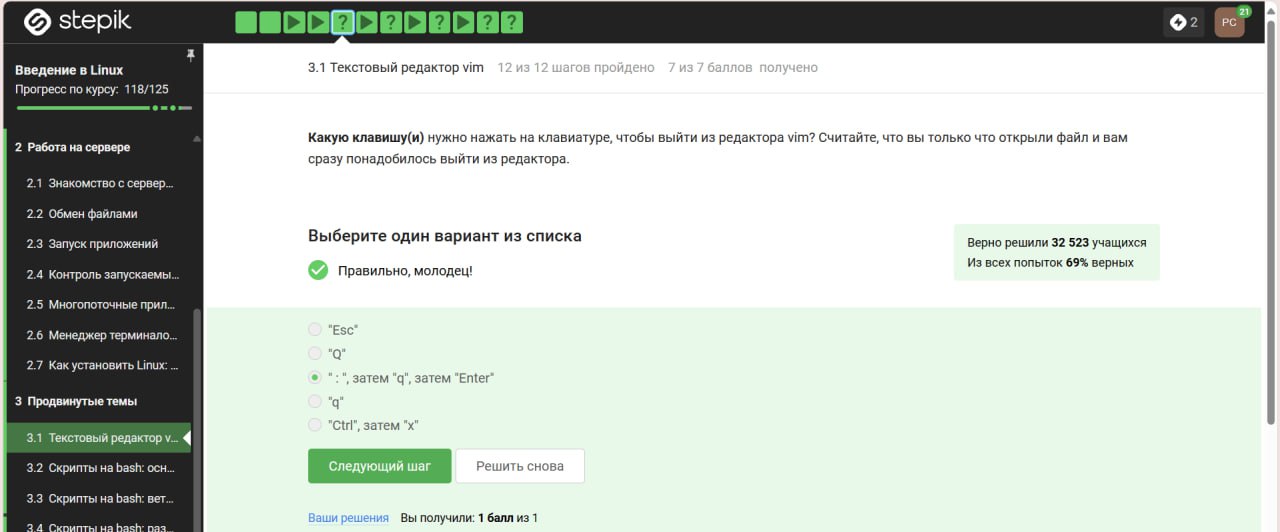 stepik
? ? ? ? ? ?
2
PC
21
Введение в Linux
Прогресс по курсу: 118/125
2 Работа на сервере
2.1 Знакомство с сервер...
2.2 Обмен файлами
2.3 Запуск приложений
2.4 Контроль запускаемы...
2.5 Многопоточные прил...
2.6 Менеджер терминало...
2.7 Как установить Linux: ...
3 Продвинутые темы
3.1 Текстовый редактор v...
3.2 Скрипты на bash: осн...
3.3 Скрипты на bash: вет...
3.4 Скрипты на bash: раз...
3.1 Текстовый редактор vim 12 из 12 шагов пройдено 7 из 7 баллов получено
Какую клавишу(и) нужно нажать на клавиатуре, чтобы выйти из редактора vim? Считайте, что вы только что открыли файл и вам
сразу понадобилось выйти из редактора.
Выберите один вариант из списка
Правильно, молодец!
Верно решили 32 523 учащихся
Из всех попыток 69% верных
"Esc"
"Q"
" : ", затем "q", затем "Enter"
"q"
"Ctrl", затем "x"
Следующий шаг
Решить снова
Ваши решения Вы получили: 1 балл из 1